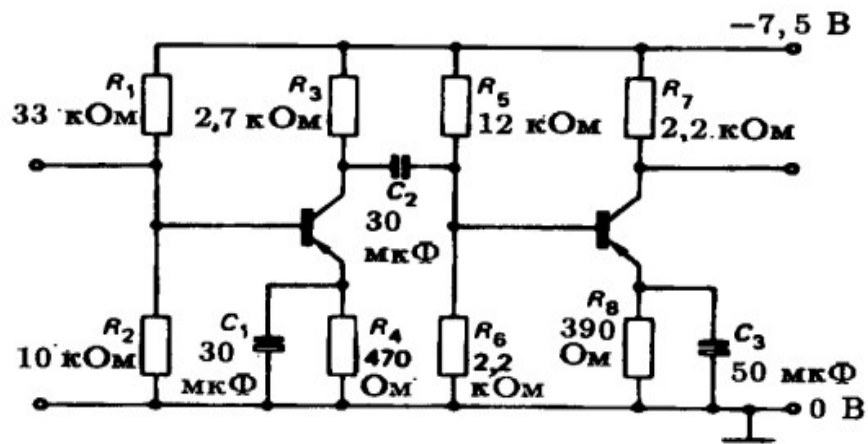 −7,5 В
R1
33 кОм
R3
2,7 кОм
R5
12 кОм
R7
2,2 кОм
C2
30
мкФ
R2
10 кОм
C1
30
мкФ
R4
470
Ом
R6
2,2
кОм
R8
390
Ом
C3
50 мкФ
0 В